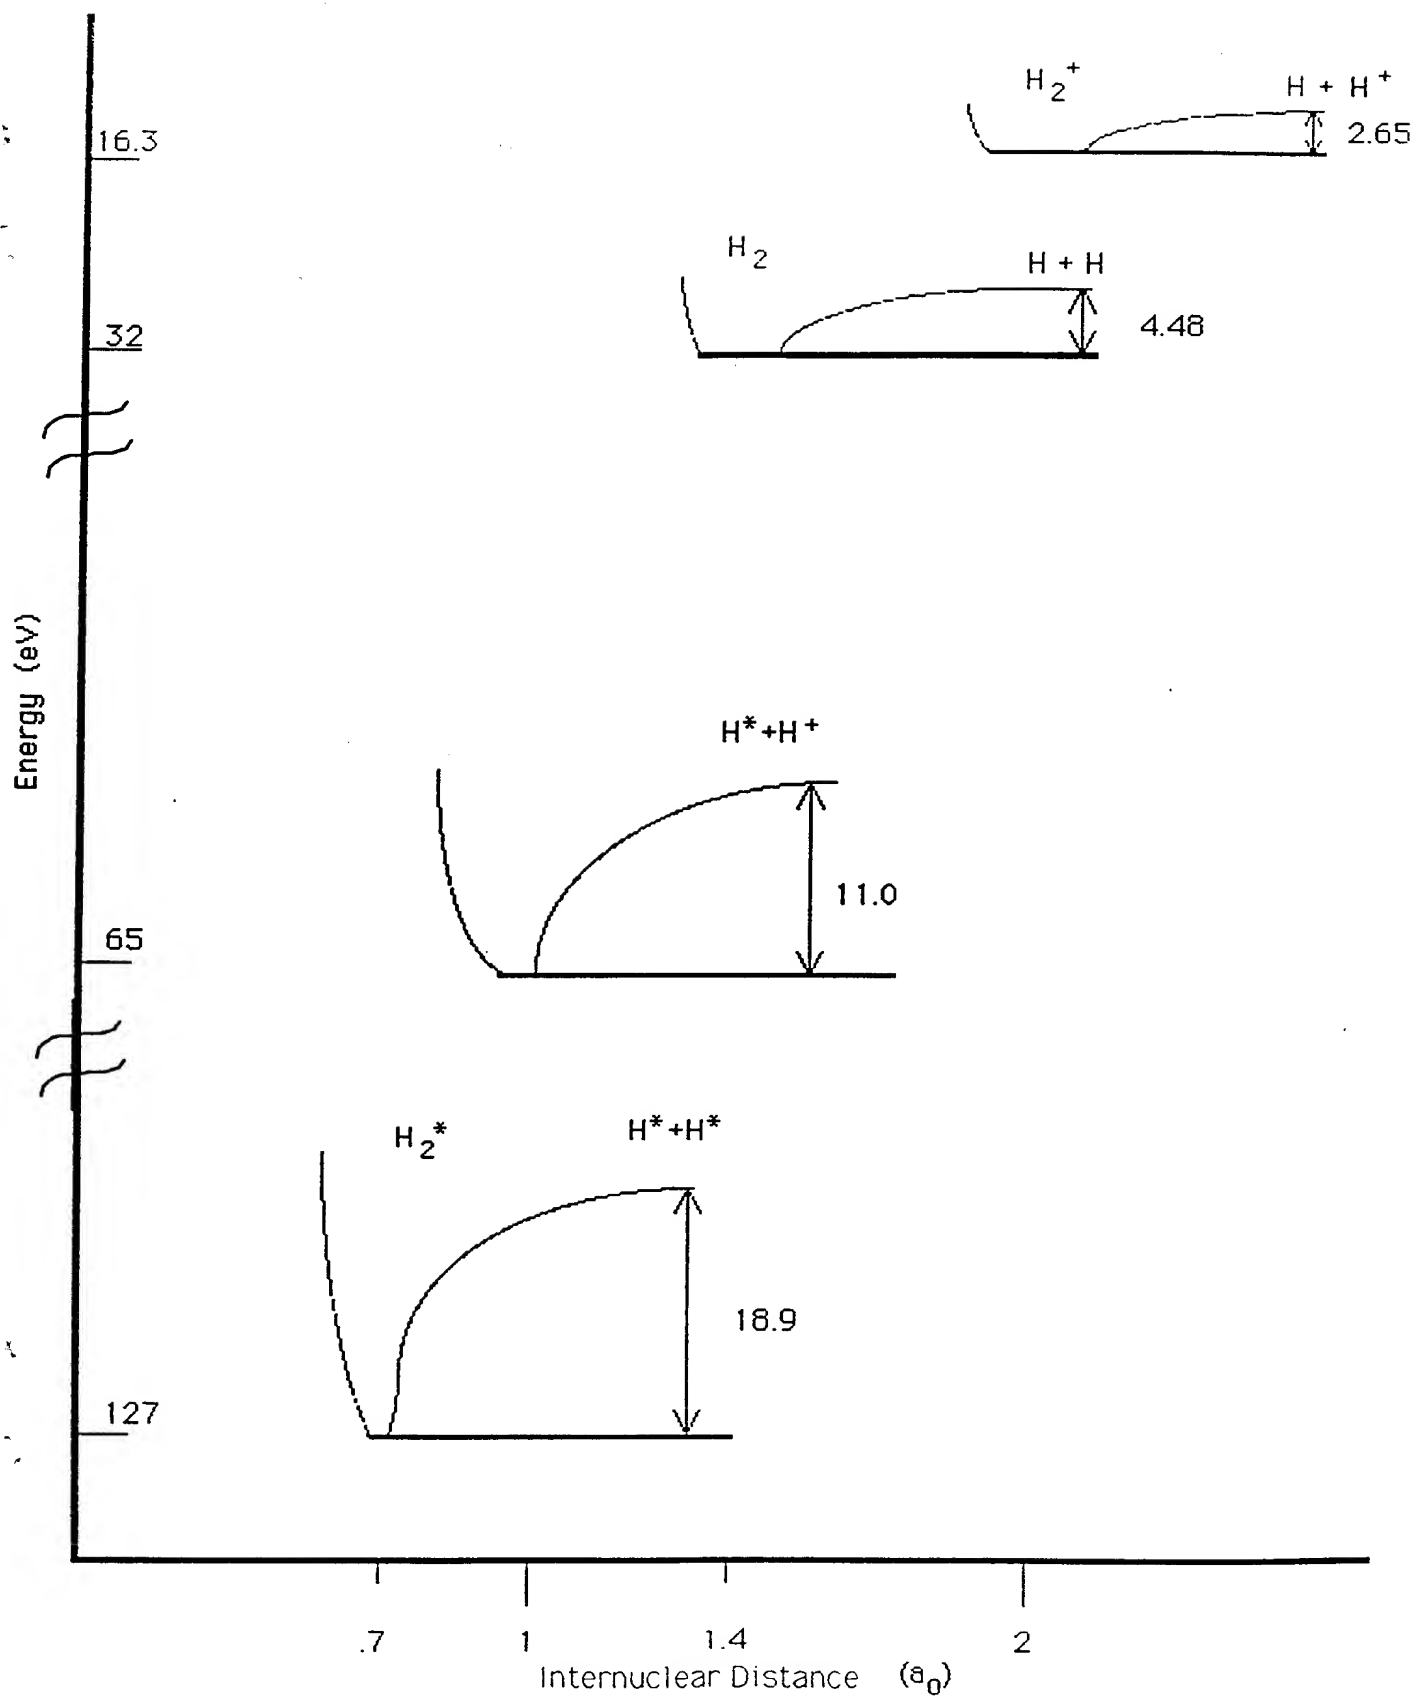 H2+
H + H+
16.3
2.65
H2
H + H
32
4.48
Energy (eV)
H*+H+
11.0
65
H2*
H*+H*
18.9
127
.7
1
1.4
2
Internuclear Distance (a0)